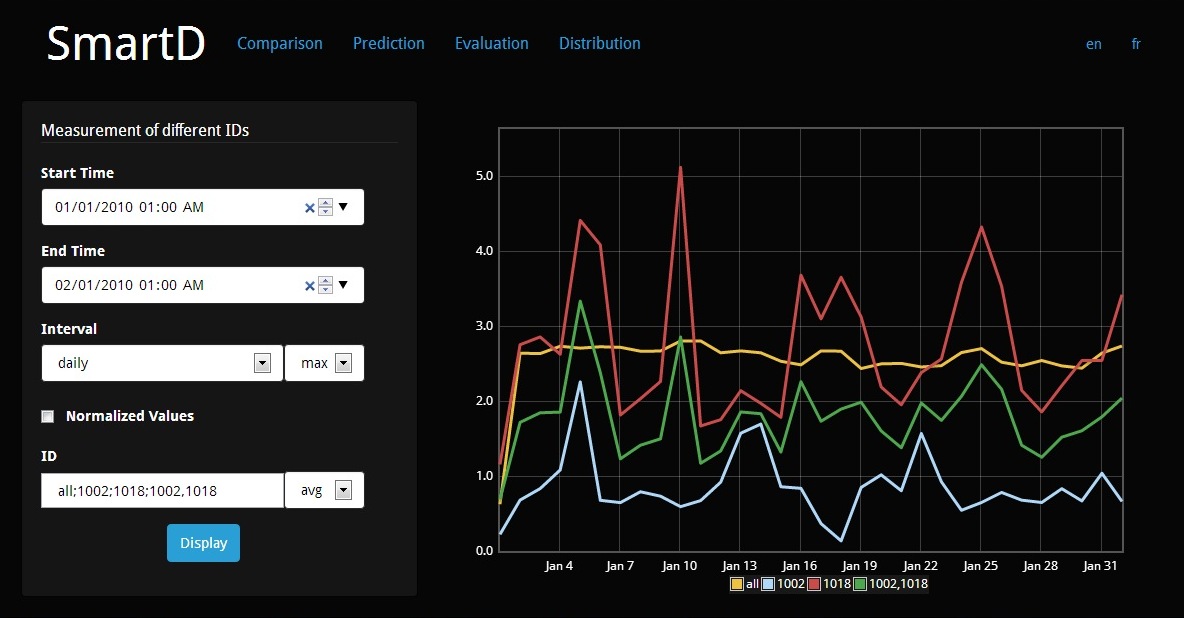 SmartD Comparison Prediction Evaluation Distribution en fr
Measurement of different IDs
Start Time
01/01/2010 01:00 AM
End Time
02/01/2010 01:00 AM
Interval
daily max
Normalized Values
ID
all;1002;1018;1002,1018 avg
Display
5.0
4.0
3.0
2.0
1.0
0.0
Jan 4 Jan 7 Jan 10 Jan 13 Jan 16 Jan 19 Jan 22 Jan 25 Jan 28 Jan 31
all 1002 1018 1002,1018